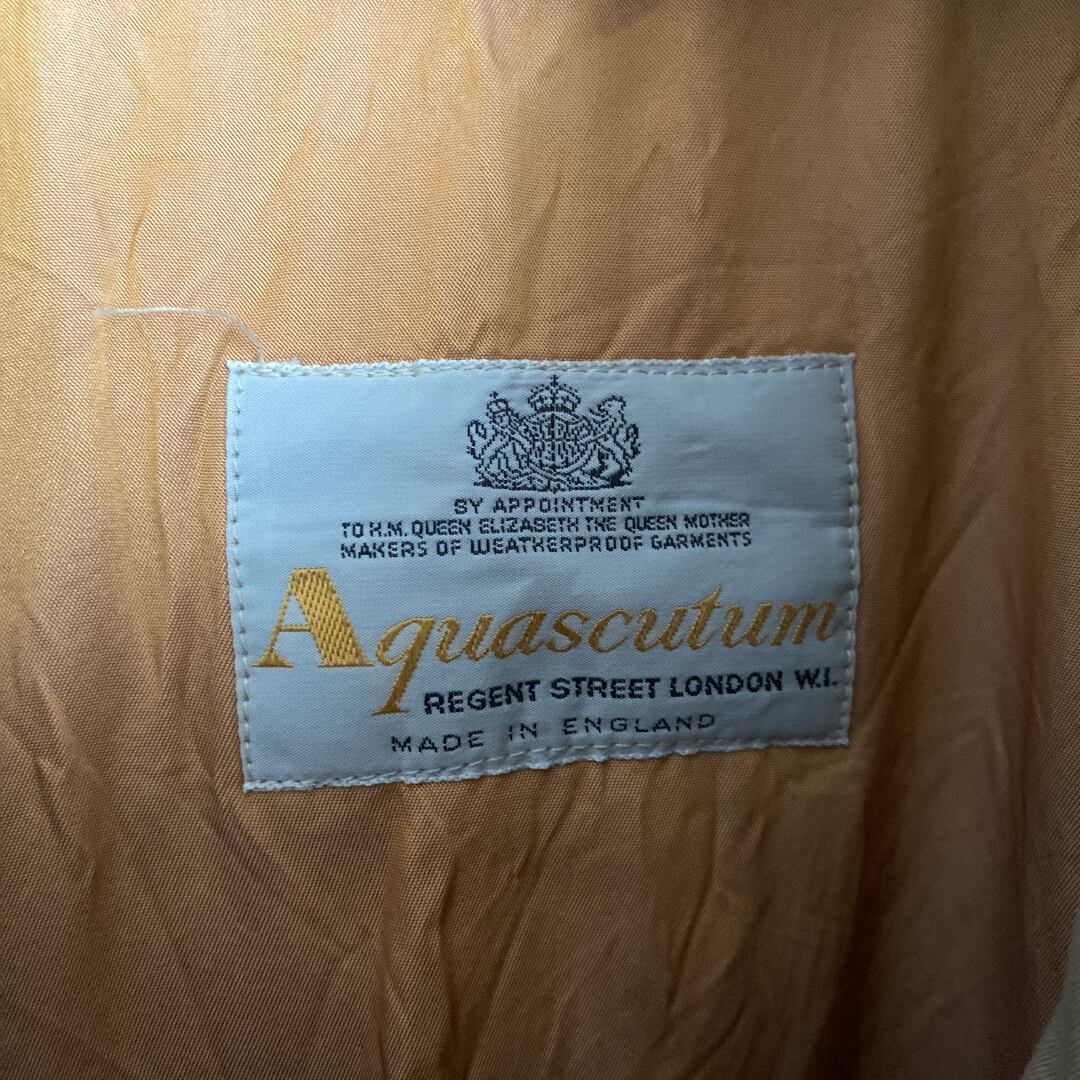 BY APPOINTMENT
TO H.M. QUEEN ELIZABETH THE QUEEN MOTHER
MAKERS OF WEATHERPROOF GARMENTS
Aquascutum
REGENT STREET LONDON W.I.
MADE IN ENGLAND